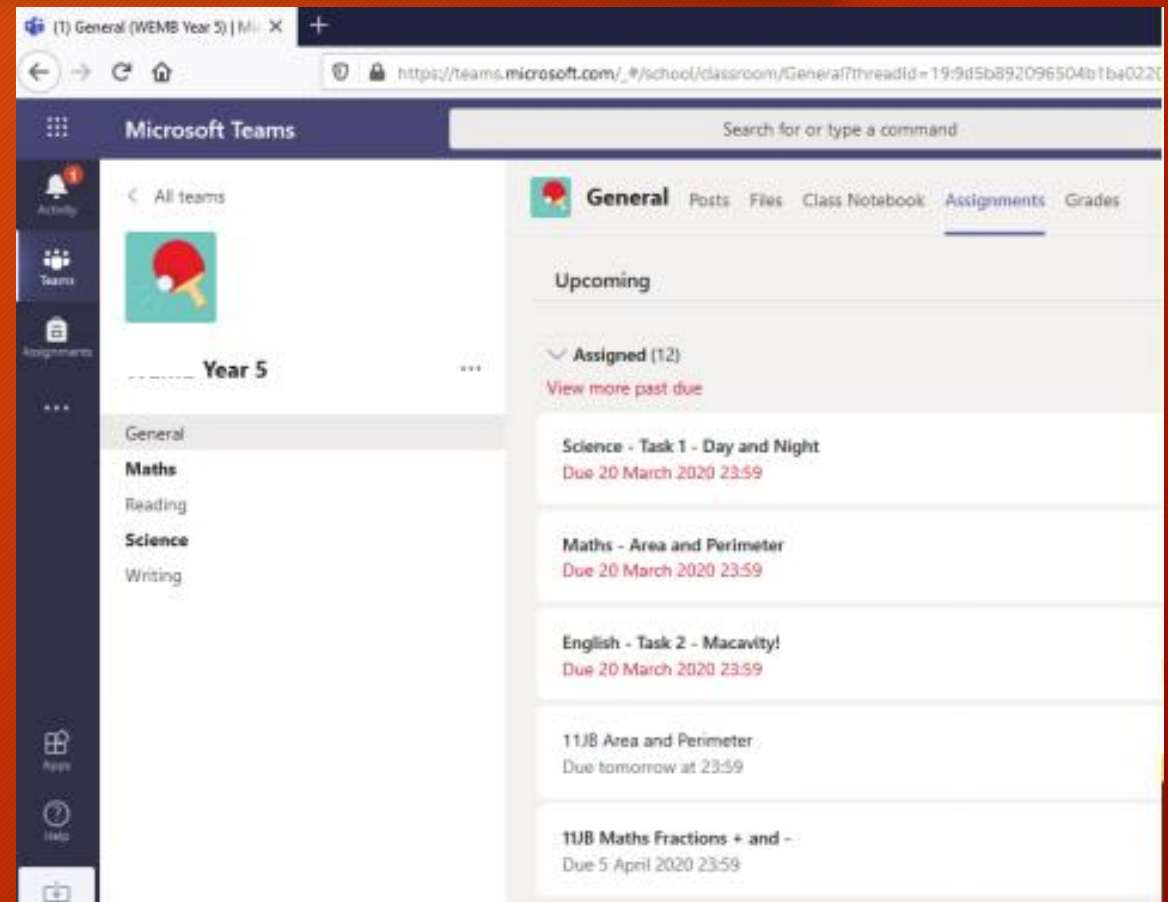 (1) General (WEMB Year 5) | Mi
https://teams.microsoft.com/_#/school/classroom/General?threadId=19:9d5b892096504b1ba0220
Microsoft Teams
Search for or type a command
Activity
Teams
Assignments
Apps
Help
All teams
Year 5
General
Maths
Reading
Science
Writing
General Posts Files Class Notebook Assignments Grades
Upcoming
Assigned (12)
View more past due
Science - Task 1 - Day and Night
Due 20 March 2020 23:59
Maths - Area and Perimeter
Due 20 March 2020 23:59
English - Task 2 - Macavity!
Due 20 March 2020 23:59
11JB Area and Perimeter
Due tomorrow at 23:59
11JB Maths Fractions + and -
Due 5 April 2020 23:59